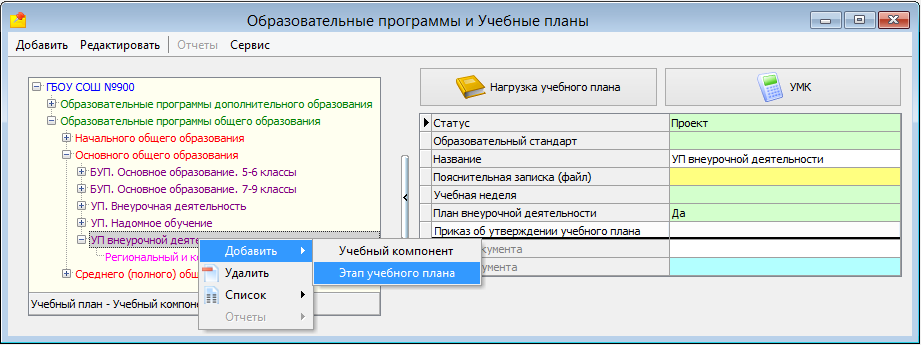 Образовательные программы и Учебные планы
Добавить Редактировать Отчеты Сервис
ГБОУ СОШ №900
Образовательные программы дополнительного образования
Образовательные программы общего образования
Начального общего образования
Основного общего образования
БУП. Основное образование. 5-6 классы
БУП. Основное образование. 7-9 классы
УП. Внеурочная деятельность
УП. Надомное обучение
УП внеурочной деяте
Региональный и к
Среднего (полного) общ
Учебный план - Учебный компоне
Добавить
Удалить
Список
Отчеты
Учебный компонент
Этап учебного плана
Нагрузка учебного плана
УМК
Статус Проект
Образовательный стандарт
Название УП внеурочной деятельности
Пояснительная записка (файл)
Учебная неделя
План внеурочной деятельности Да
Приказ об утверждении учебного плана
кумента
кумента